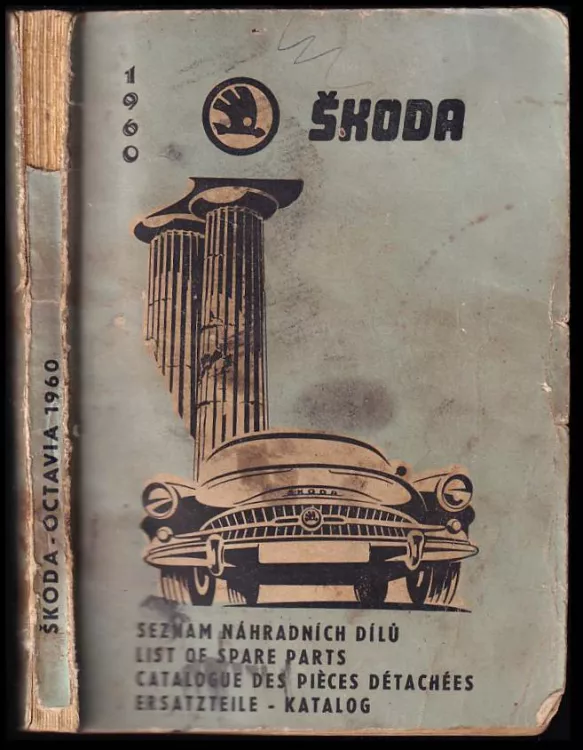 ŠKODA-OCTAVIA 1960
1960
ŠKODA
ŠKODA
SEZNAM NÁHRADNÍCH DÍLŮ
LIST OF SPARE PARTS
CATALOGUE DES PIÈCES DÉTACHÉES
ERSATZTEILE - KATALOG